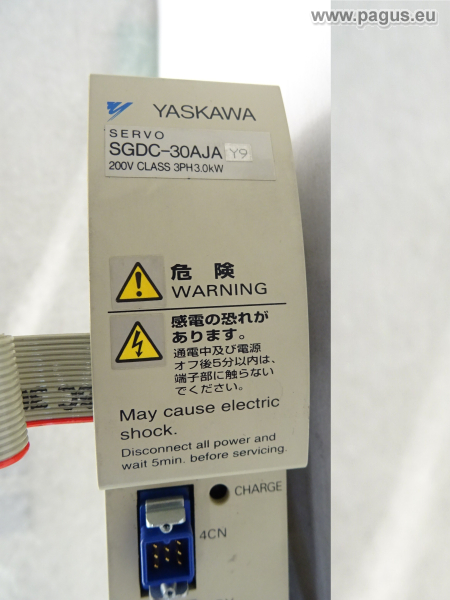 www.pagus.eu
YASKAWA
SERVO
SGDC-30AJA Y9
200V CLASS 3PH3.0kW
危険
WARNING
感電の恐れが
あります。
通電中及び電源
オフ後5分以内は、
端子部に触らない
でください。
May cause electric
shock.
Disconnect all power and
wait 5min. before servicing.
CHARGE
4CN